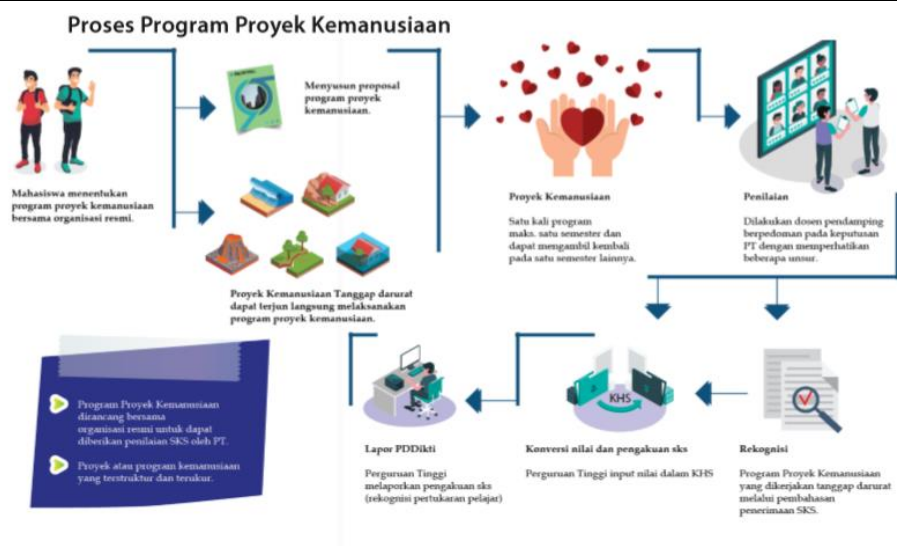 Proses Program Proyek Kemanusiaan
Mahasiswa menentukan
program proyek kemanusiaan
bersama organisasi resmi.
Menyusun proposal
program proyek
kemanusiaan.
Proyek Kemanusiaan Tanggap darurat
dapat terjun langsung melaksanakan
program proyek kemanusiaan.
Proyek Kemanusiaan
Satu kali program
maks. satu semester dan
dapat mengambil kembali
pada satu semester lainnya.
Penilaian
Dilakukan dosen pendamping
berpedoman pada keputusan
PT dengan memperhatikan
beberapa unsur.
Rekognisi
Program Proyek Kemanusiaan
yang dikerjakan tanggap darurat
melalui pembahasan
penerimaan SKS.
KHS
Konversi nilai dan pengakuan sks
Perguruan Tinggi input nilai dalam KHS
Lapor PDDikti
Perguruan Tinggi
melaporkan pengakuan sks
(rekognisi pertukaran pelajar)
Program Proyek Kemanusiaan
dirancang bersama
organisasi resmi untuk dapat
diberikan penilaian SKS oleh PT.
Proyek atau program kemanusiaan
yang terstruktur dan terukur.